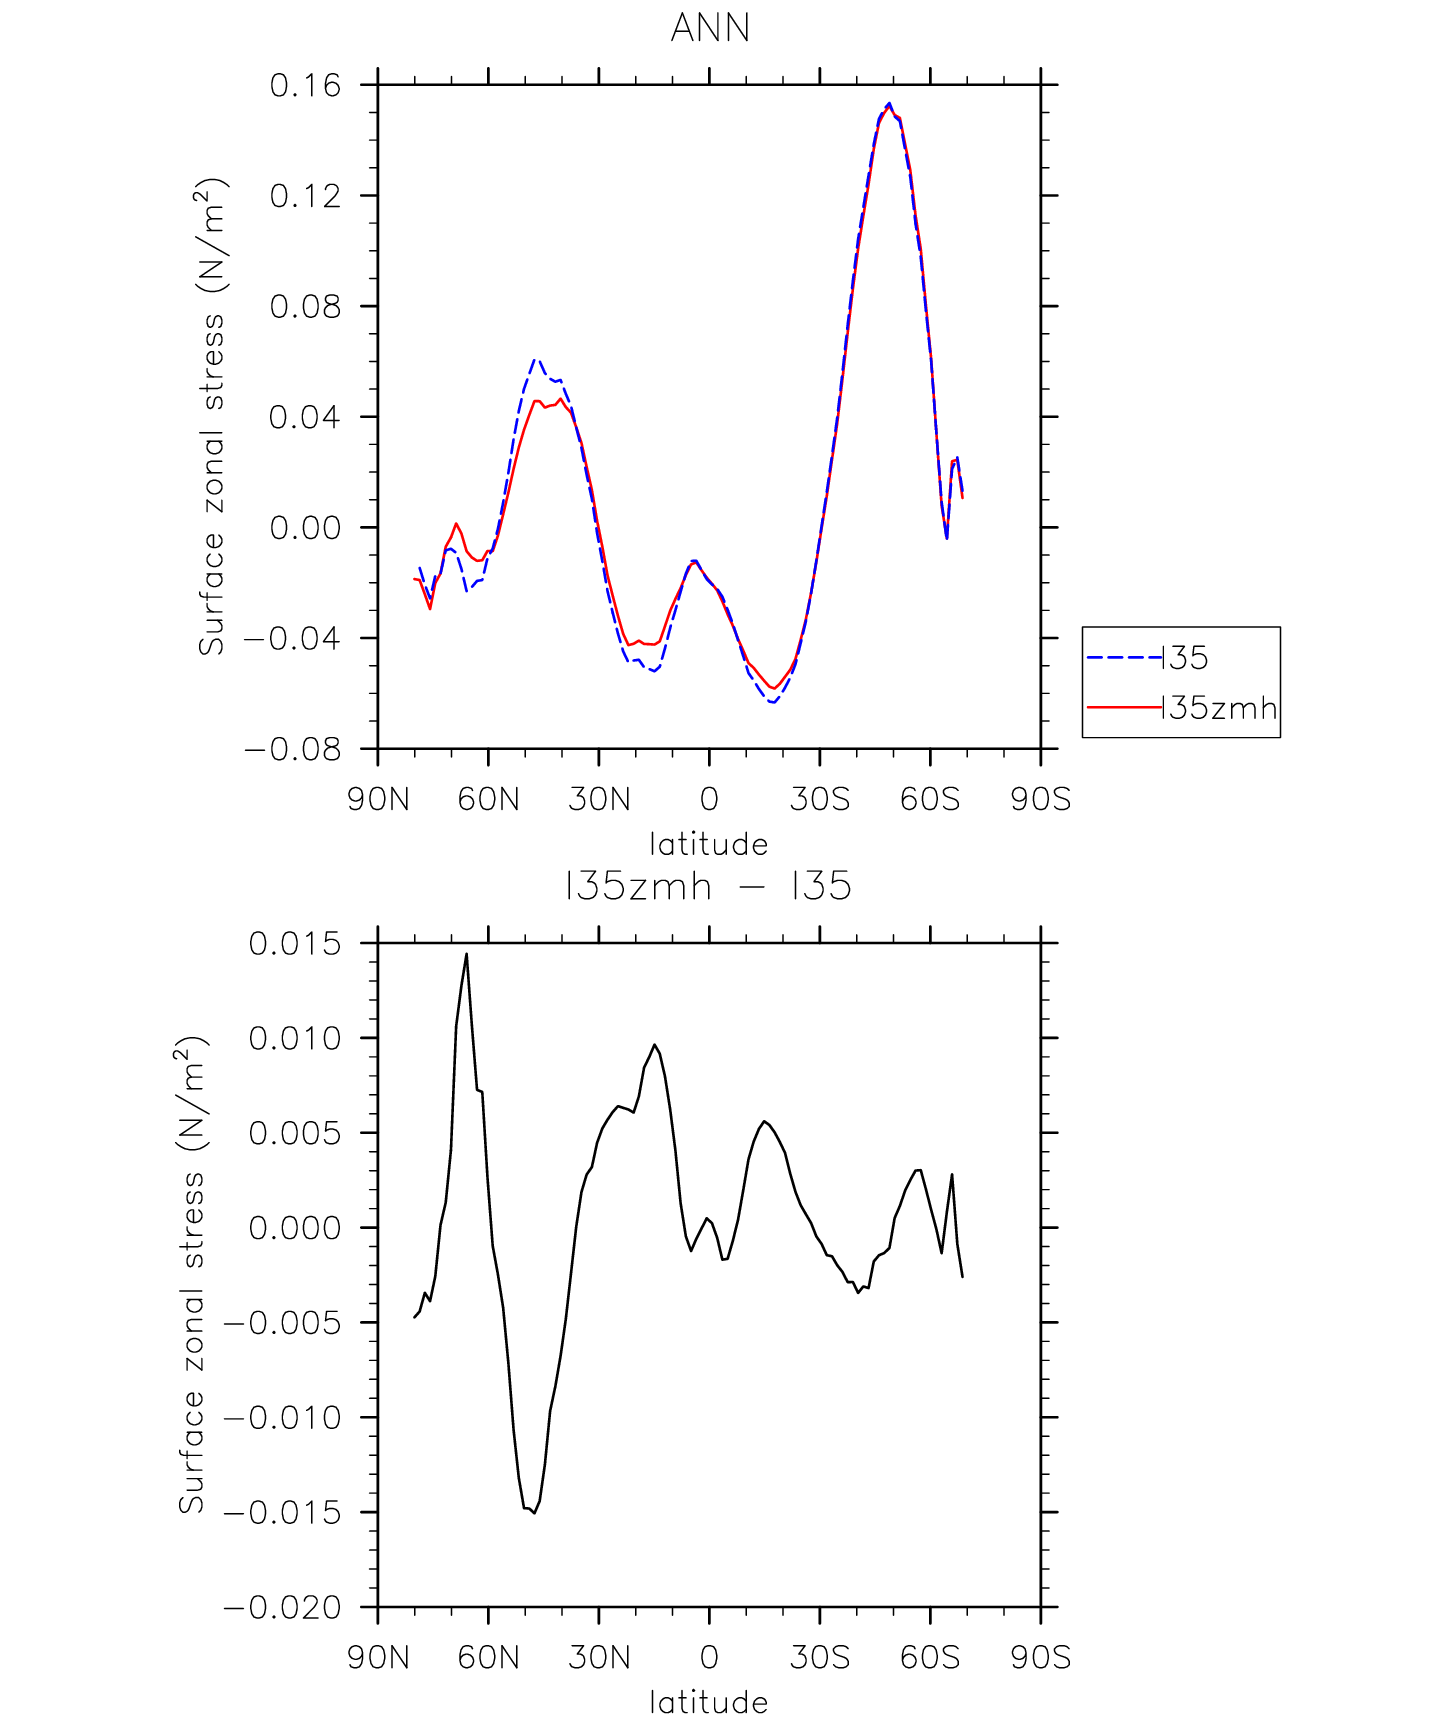 ANN
Surface zonal stress (N/m²)
0.16
0.12
0.08
0.04
0.00
−0.04
−0.08
90N 60N 30N 0 30S 60S 90S
latitude
I35
I35zmh
I35zmh − I35
Surface zonal stress (N/m²)
0.015
0.010
0.005
0.000
−0.005
−0.010
−0.015
−0.020
90N 60N 30N 0 30S 60S 90S
latitude